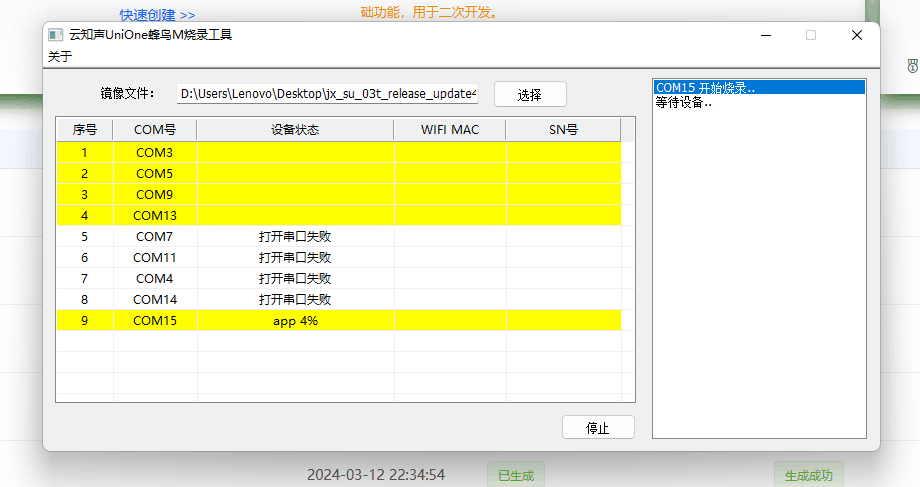 快速创建 >>
础功能，用于二次开发。
云知声UniOne蜂鸟M烧录工具
关于
镜像文件：
D:\Users\Lenovo\Desktop\jx_su_03t_release_update4
选择
序号 COM号 设备状态 WIFI MAC SN号
1 COM3
2 COM5
3 COM9
4 COM13
5 COM7 打开串口失败
6 COM11 打开串口失败
7 COM4 打开串口失败
8 COM14 打开串口失败
9 COM15 app 4%
COM15 开始烧录..
等待设备..
停止
2024-03-12 22:34:54 已生成 生成成功